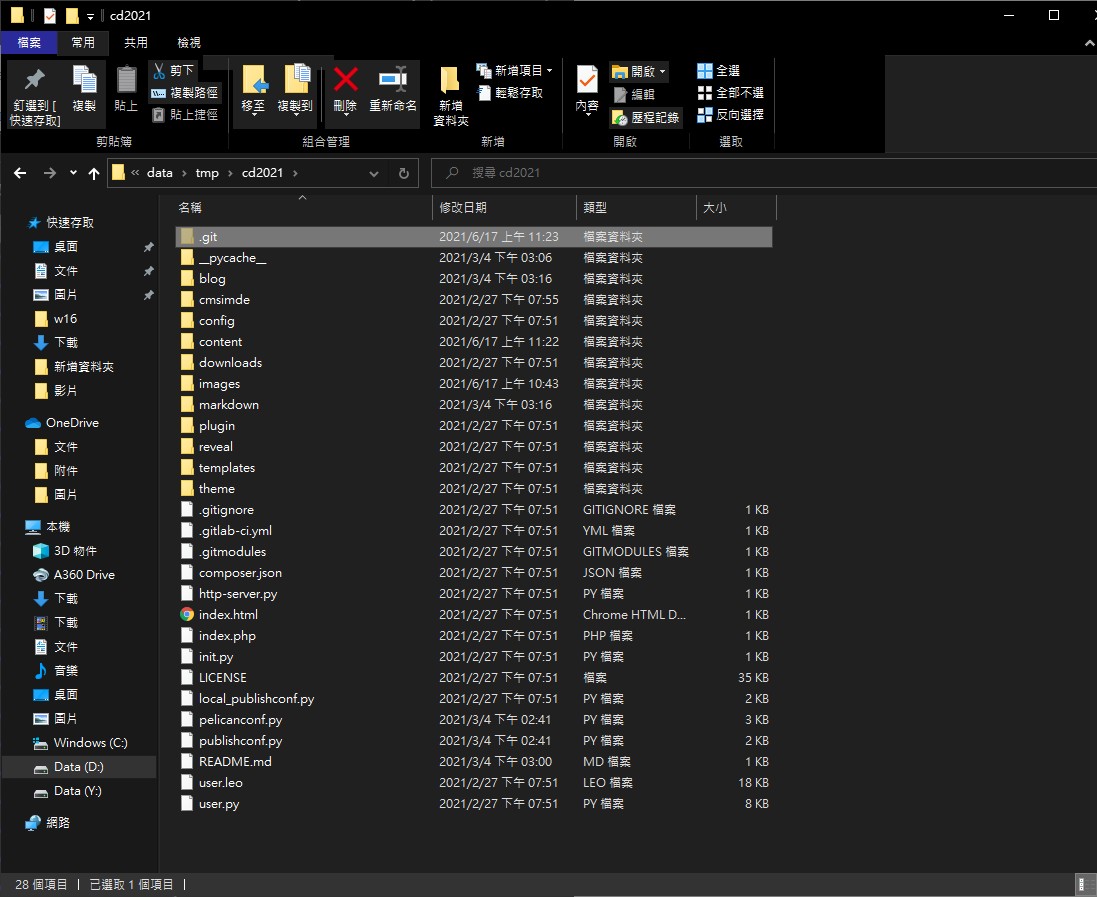 cd2021
檔案 常用 共用 檢視
釘選到 [快速存取]
複製
貼上
剪下
複製路徑
貼上捷徑
剪貼簿
移至
複製到
刪除
重新命名
組合管理
新增資料夾
新增項目
輕鬆存取
新增
內容
開啟
編輯
歷程記錄
開啟
全選
全部不選
反向選擇
選取
« data › tmp › cd2021 ›
搜尋 cd2021
快速存取
桌面
文件
圖片
w16
下載
新增資料夾
影片
OneDrive
文件
附件
圖片
本機
3D 物件
A360 Drive
下載
下載
文件
音樂
桌面
圖片
Windows (C:)
Data (D:)
Data (Y:)
網路
名稱 修改日期 類型 大小
.git 2021/6/17 上午 11:23 檔案資料夾
__pycache__ 2021/3/4 下午 03:06 檔案資料夾
blog 2021/3/4 下午 03:16 檔案資料夾
cmsimde 2021/2/27 下午 07:55 檔案資料夾
config 2021/2/27 下午 07:51 檔案資料夾
content 2021/6/17 上午 11:22 檔案資料夾
downloads 2021/2/27 下午 07:51 檔案資料夾
images 2021/6/17 上午 10:43 檔案資料夾
markdown 2021/3/4 下午 03:16 檔案資料夾
plugin 2021/2/27 下午 07:51 檔案資料夾
reveal 2021/2/27 下午 07:51 檔案資料夾
templates 2021/2/27 下午 07:51 檔案資料夾
theme 2021/2/27 下午 07:51 檔案資料夾
.gitignore 2021/2/27 下午 07:51 GITIGNORE 檔案 1 KB
.gitlab-ci.yml 2021/2/27 下午 07:51 YML 檔案 1 KB
.gitmodules 2021/2/27 下午 07:51 GITMODULES 檔案 1 KB
composer.json 2021/2/27 下午 07:51 JSON 檔案 1 KB
http-server.py 2021/2/27 下午 07:51 PY 檔案 1 KB
index.html 2021/2/27 下午 07:51 Chrome HTML D... 1 KB
index.php 2021/2/27 下午 07:51 PHP 檔案 1 KB
init.py 2021/2/27 下午 07:51 PY 檔案 1 KB
LICENSE 2021/2/27 下午 07:51 檔案 35 KB
local_publishconf.py 2021/2/27 下午 07:51 PY 檔案 2 KB
pelicanconf.py 2021/3/4 下午 02:41 PY 檔案 3 KB
publishconf.py 2021/3/4 下午 02:41 PY 檔案 2 KB
README.md 2021/3/4 下午 03:00 MD 檔案 1 KB
user.leo 2021/2/27 下午 07:51 LEO 檔案 18 KB
user.py 2021/2/27 下午 07:51 PY 檔案 8 KB
28 個項目 已選取 1 個項目